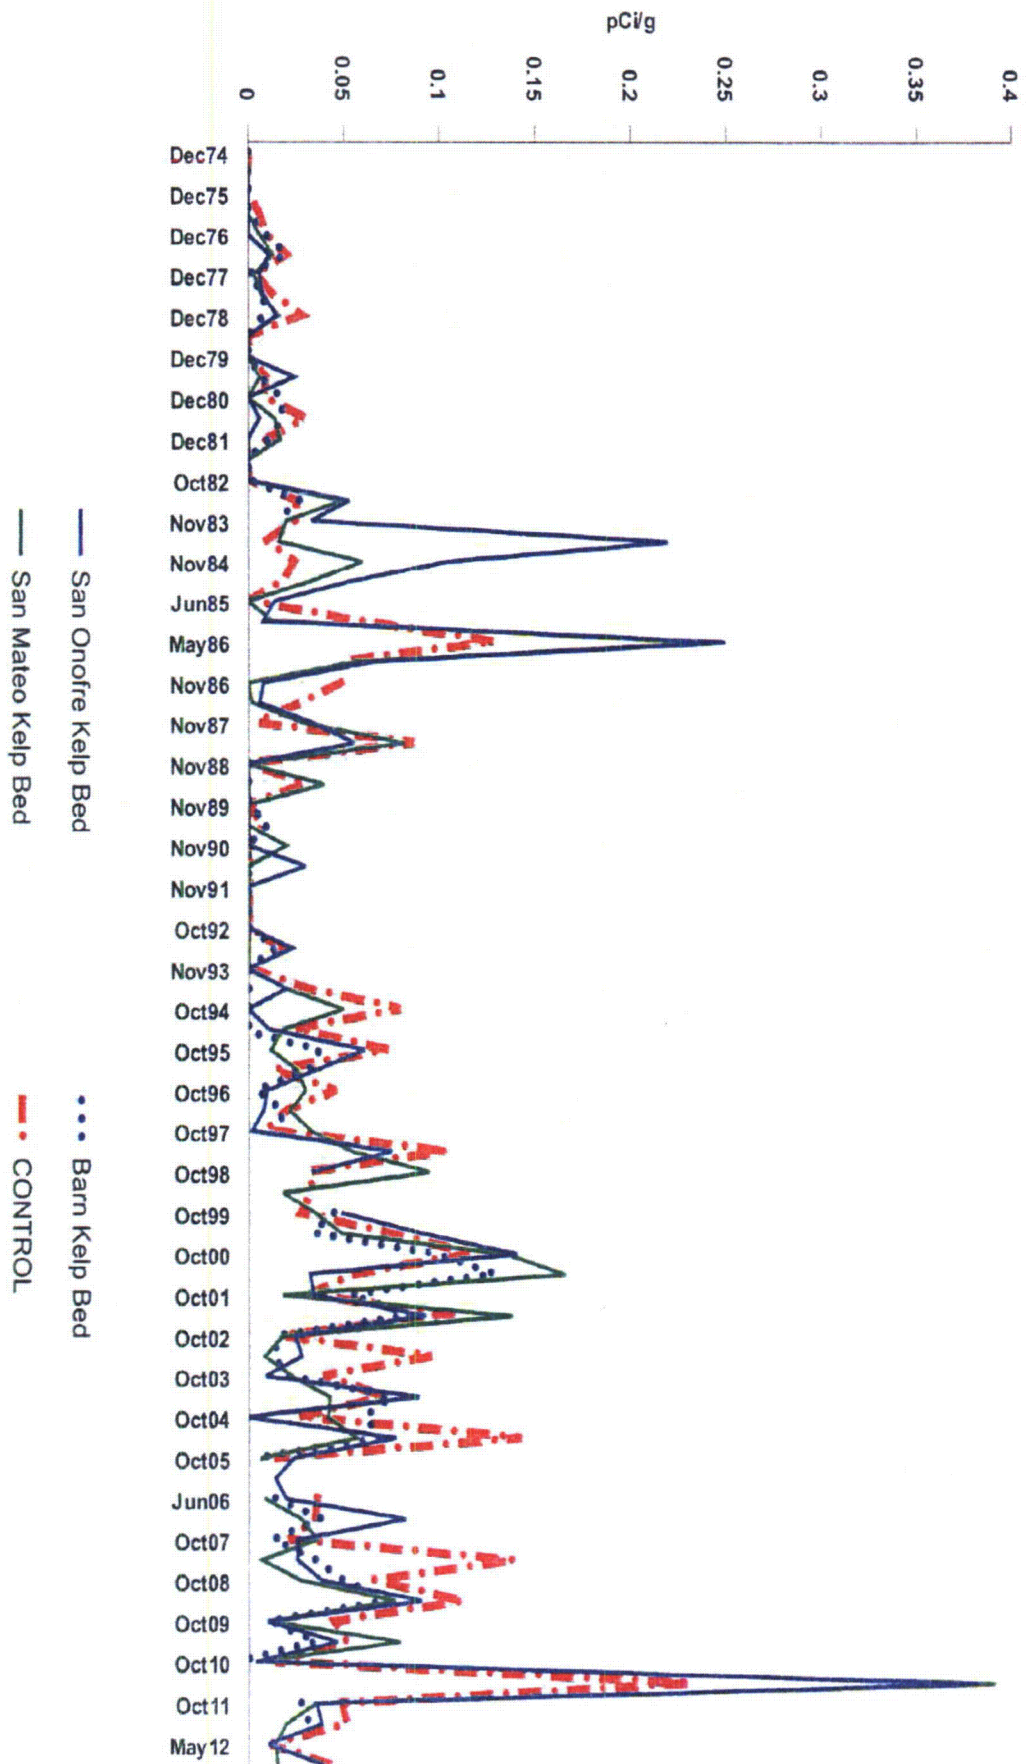 pCi/g
0.4
0.35
0.3
0.25
0.2
0.15
0.1
0.05
0
Dec74
Dec75
Dec76
Dec77
Dec78
Dec79
Dec80
Dec81
Oct82
Nov83
Nov84
Jun85
May86
Nov86
Nov87
Nov88
Nov89
Nov90
Nov91
Oct92
Nov93
Oct94
Oct95
Oct96
Oct97
Oct98
Oct99
Oct00
Oct01
Oct02
Oct03
Oct04
Oct05
Jun06
Oct07
Oct08
Oct09
Oct10
Oct11
May12
San Onofre Kelp Bed
Barn Kelp Bed
San Mateo Kelp Bed
CONTROL